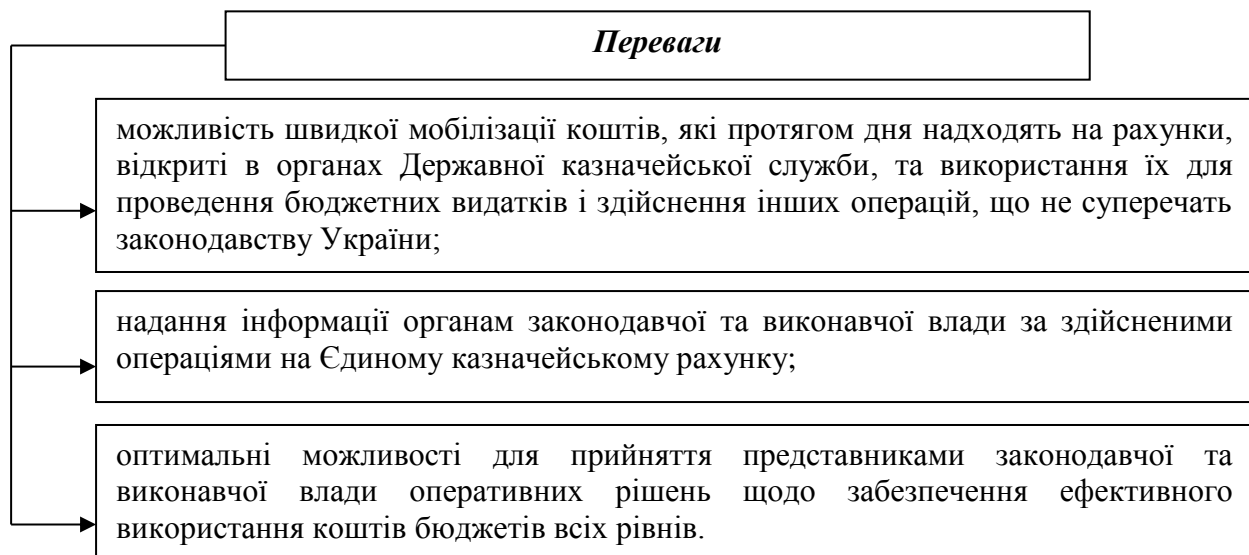 Переваги
можливість швидкої мобілізації коштів, які протягом дня надходять на рахунки,
відкриті в органах Державної казначейської служби, та використання їх для
проведення бюджетних видатків і здійснення інших операцій, що не суперечать
законодавству України;
надання інформації органам законодавчої та виконавчої влади за здійсненими
операціями на Єдиному казначейському рахунку;
оптимальні можливості для прийняття представниками законодавчої та
виконавчої влади оперативних рішень щодо забезпечення ефективного
використання коштів бюджетів всіх рівнів.